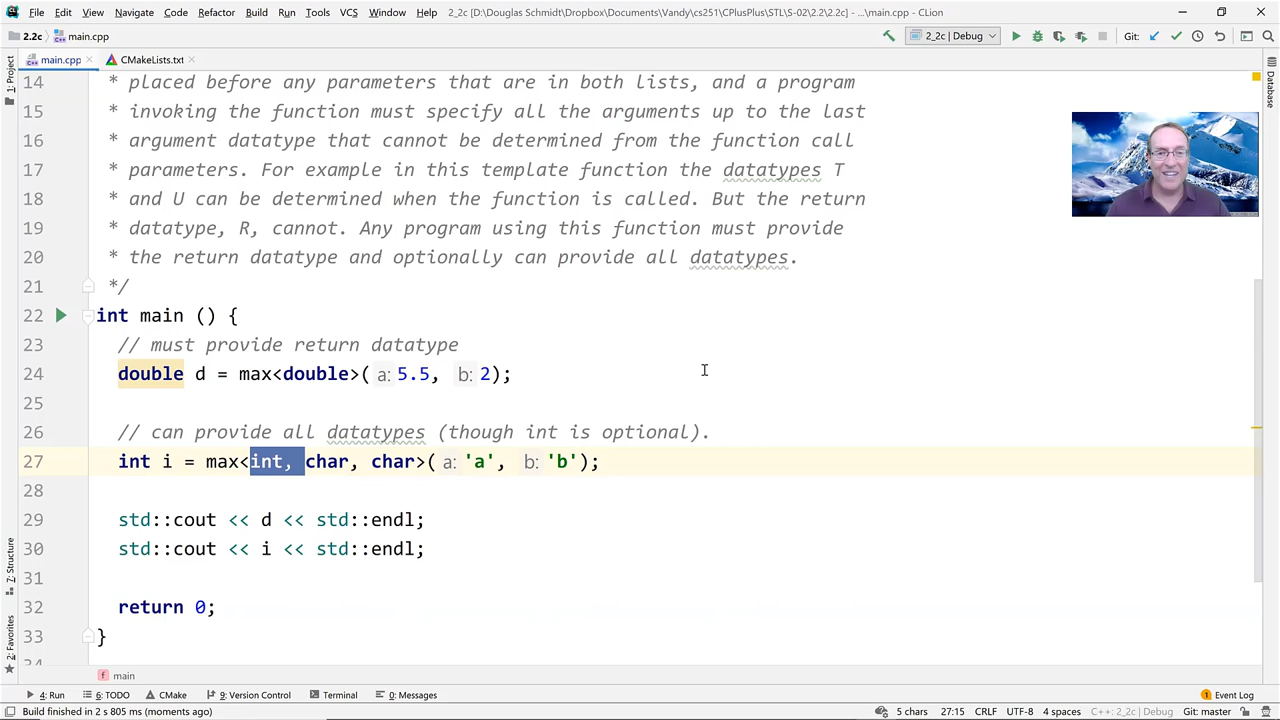 File Edit View Navigate Code Refactor Build Run Tools VCS Window Help 2_2c [D:\Douglas Schmidt\Dropbox\Documents\Vandy\cs251\CPlusPlus\STL\S-02\2.2\2.2c] - ...\main.cpp - CLion
2.2c main.cpp 2_2c | Debug Git:
main.cpp CMakeLists.txt
1: Project
Database
14 * placed before any parameters that are in both lists, and a program
15 * invoking the function must specify all the arguments up to the last
16 * argument datatype that cannot be determined from the function call
17 * parameters. For example in this template function the datatypes T
18 * and U can be determined when the function is called. But the return
19 * datatype, R, cannot. Any program using this function must provide
20 * the return datatype and optionally can provide all datatypes.
21 */
22 int main () {
23 // must provide return datatype
24 double d = max<double>( a: 5.5, b: 2);
25
26 // can provide all datatypes (though int is optional).
27 int i = max<int, char, char>( a: 'a', b: 'b');
28
29 std::cout << d << std::endl;
30 std::cout << i << std::endl;
31
32 return 0;
33 }
34
7: Structure
2: Favorites
f main
4: Run 6: TODO CMake 9: Version Control Terminal 0: Messages 1 Event Log
Build finished in 2 s 805 ms (moments ago) 5 chars 27:15 CRLF UTF-8 4 spaces C++: 2_2c | Debug Git: master